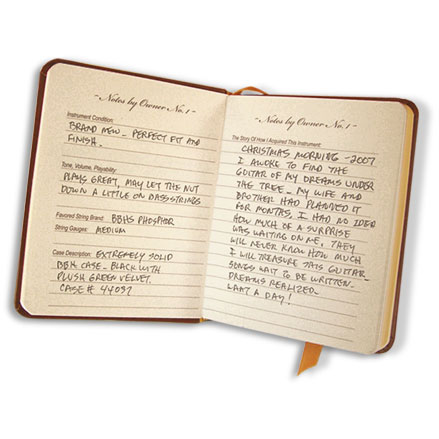 ~Notes by Owner No. 1~
Instrument Condition:
BRAND NEW - PERFECT FIT AND
FINISH.
Tone, Volume, Playability:
PLAYS GREAT, MAY LET THE NUT
DOWN A LITTLE ON BASS STRINGS
Favored String Brand: BBHS PHOSPHOR
String Gauges: MEDIUM
Case Description: EXTREMELY SOLID
BBH CASE - BLACK WITH
PLUSH GREEN VELVET.
CASE # 44037
~Notes by Owner No. 1~
The Story Of How I Acquired This Instrument:
CHRISTMAS MORNING - 2007
I AWOKE TO FIND THE
GUITAR OF MY DREAMS UNDER
THE TREE - MY WIFE AND
BROTHER HAD PLANNED IT
FOR MONTHS, I HAD NO IDEA
HOW MUCH OF A SURPRISE
WAS WAITING ON ME, THEY
WILL NEVER KNOW HOW MUCH
I WILL TREASURE THIS GUITAR -
SONGS WAIT TO BE WRITTEN -
DREAMS REALIZED -
WHAT A DAY!